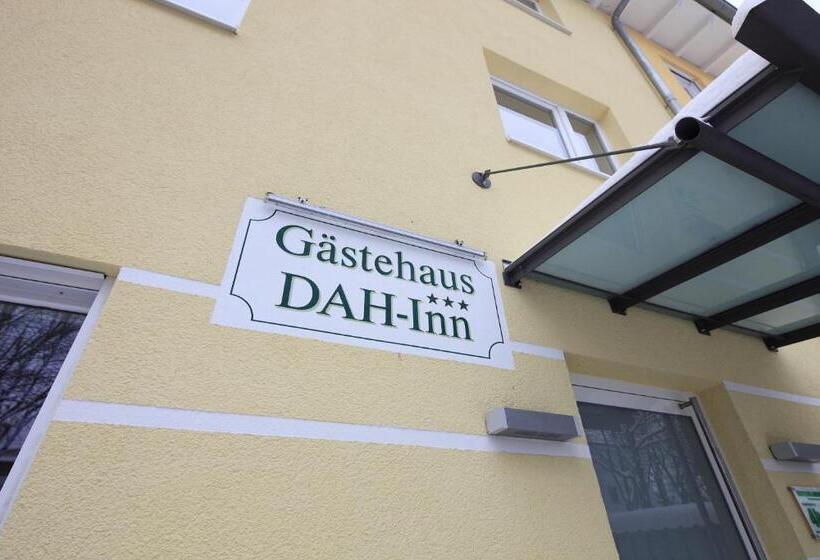 Gästehaus
***
DAH-Inn